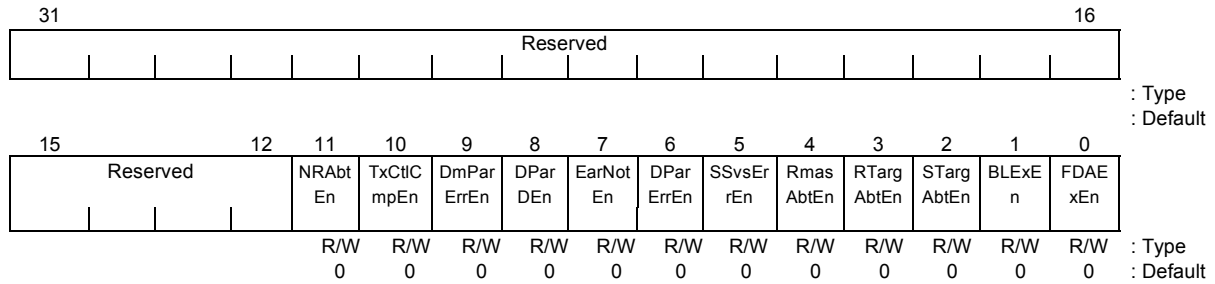 31 16
Reserved
: Type
: Default
15 12 11 10 9 8 7 6 5 4 3 2 1 0
Reserved NRAbt TxCtlC DmPar DPar EarNot DPar SSvsEr Rmas RTarg STarg BLExE FDAE
En mpEn ErrEn DEn En ErrEn rEn AbtEn AbtEn AbtEn n xEn
R/W R/W R/W R/W R/W R/W R/W R/W R/W R/W R/W R/W : Type
0 0 0 0 0 0 0 0 0 0 0 0 : Default